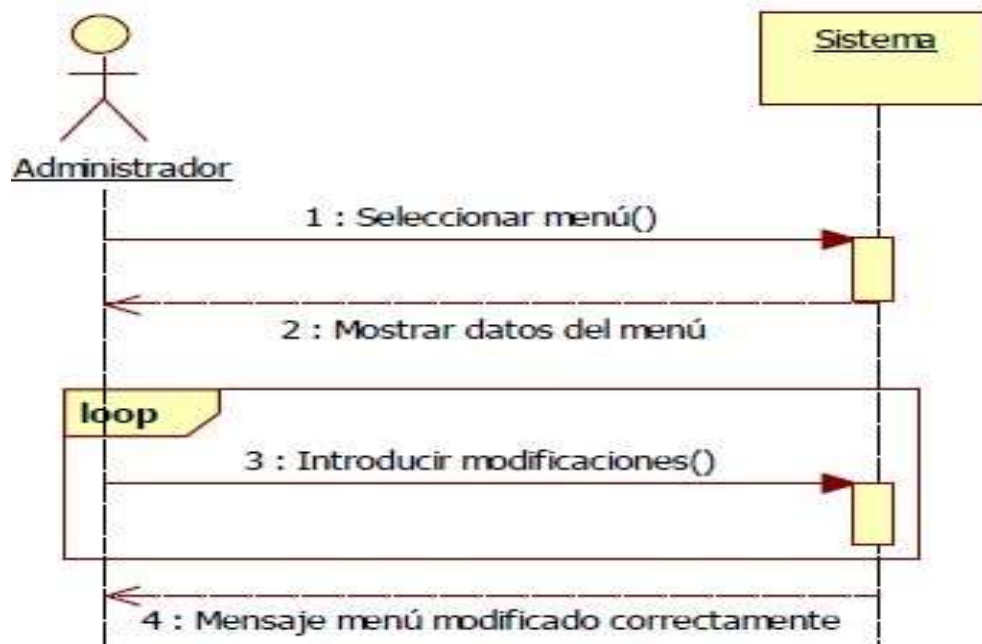 Sistema
Administrador
1 : Seleccionar menú()
2 : Mostrar datos del menú
loop
3 : Introducir modificaciones()
4 : Mensaje menú modificado correctamente